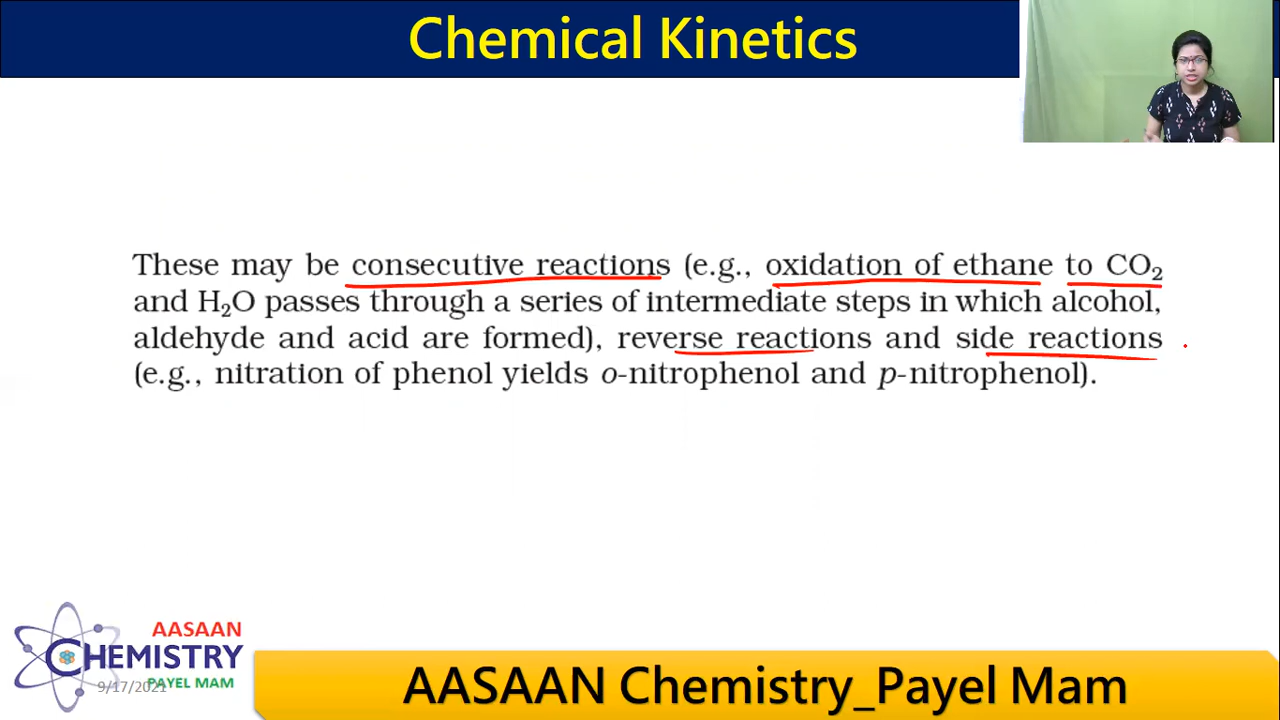 Chemical Kinetics
These may be consecutive reactions (e.g., oxidation of ethane to CO₂
and H₂O passes through a series of intermediate steps in which alcohol,
aldehyde and acid are formed), reverse reactions and side reactions
(e.g., nitration of phenol yields o-nitrophenol and p-nitrophenol).
AASAAN
CHEMISTRY
PAYEL MAM
9/17/2021
AASAAN Chemistry_Payel Mam